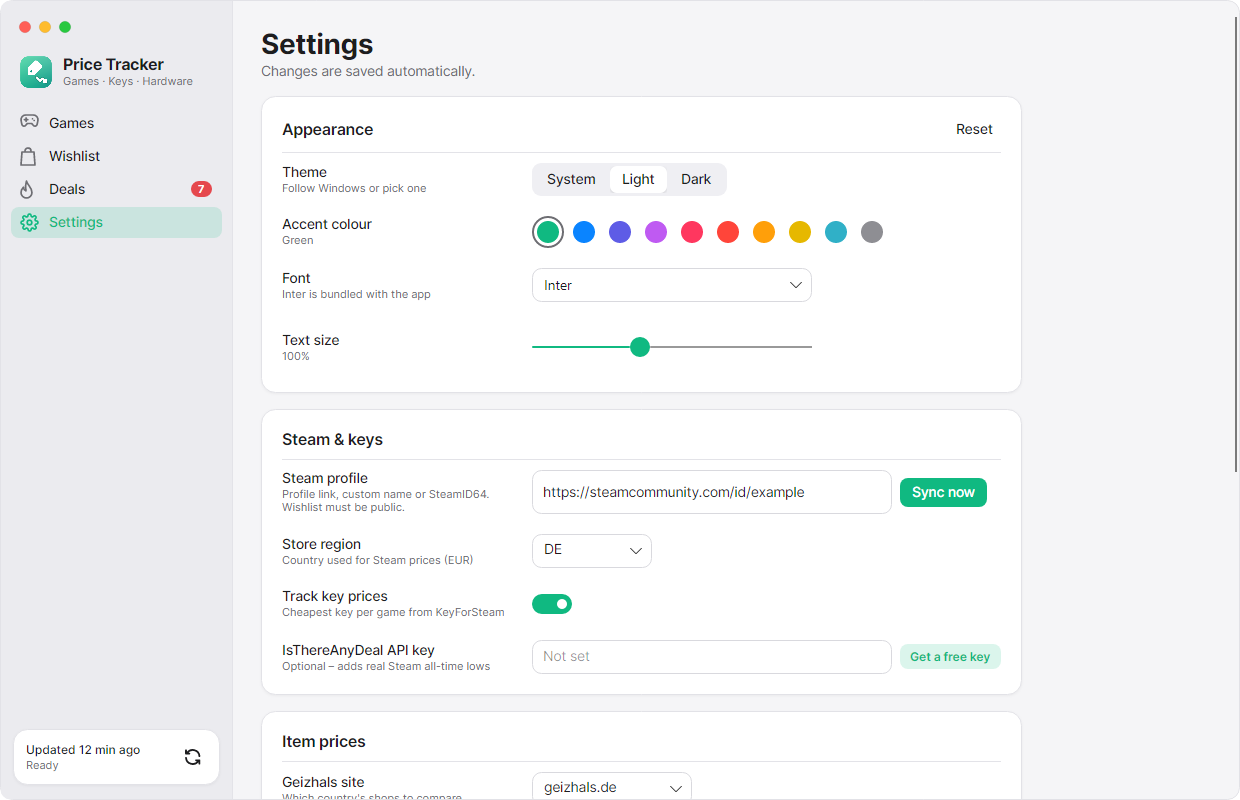 Price Tracker
Games · Keys · Hardware
Games
Wishlist
Deals 7
Settings
Updated 12 min ago
Ready
Settings
Changes are saved automatically.
Appearance Reset
Theme
Follow Windows or pick one
System Light Dark
Accent colour
Green
Font
Inter is bundled with the app
Inter
Text size
100%
Steam & keys
Steam profile
Profile link, custom name or SteamID64.
Wishlist must be public.
https://steamcommunity.com/id/example Sync now
Store region
Country used for Steam prices (EUR)
DE
Track key prices
Cheapest key per game from KeyForSteam
IsThereAnyDeal API key
Optional – adds real Steam all-time lows
Not set Get a free key
Item prices
Geizhals site
Which country's shops to compare
geizhals.de